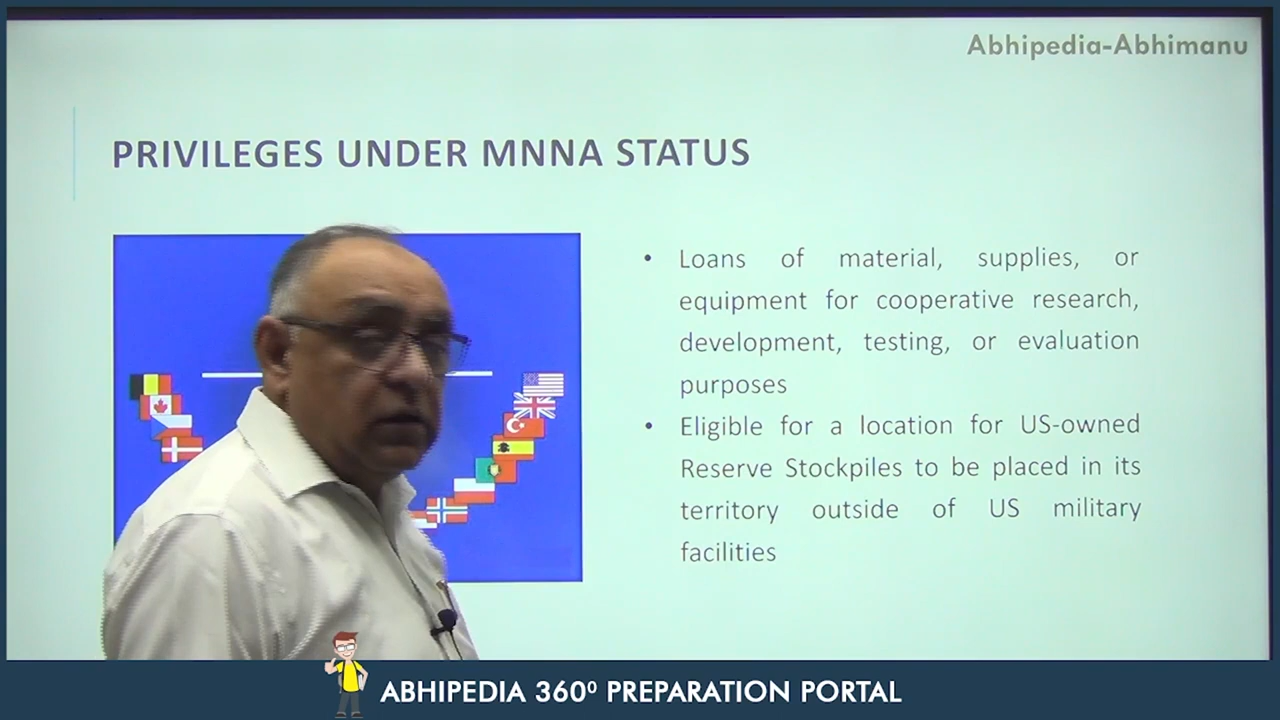 Abhipedia-Abhimanu
PRIVILEGES UNDER MNNA STATUS
• Loans of material, supplies, or
equipment for cooperative research,
development, testing, or evaluation
purposes
• Eligible for a location for US-owned
Reserve Stockpiles to be placed in its
territory outside of US military
facilities
ABHIPEDIA 360⁰ PREPARATION PORTAL